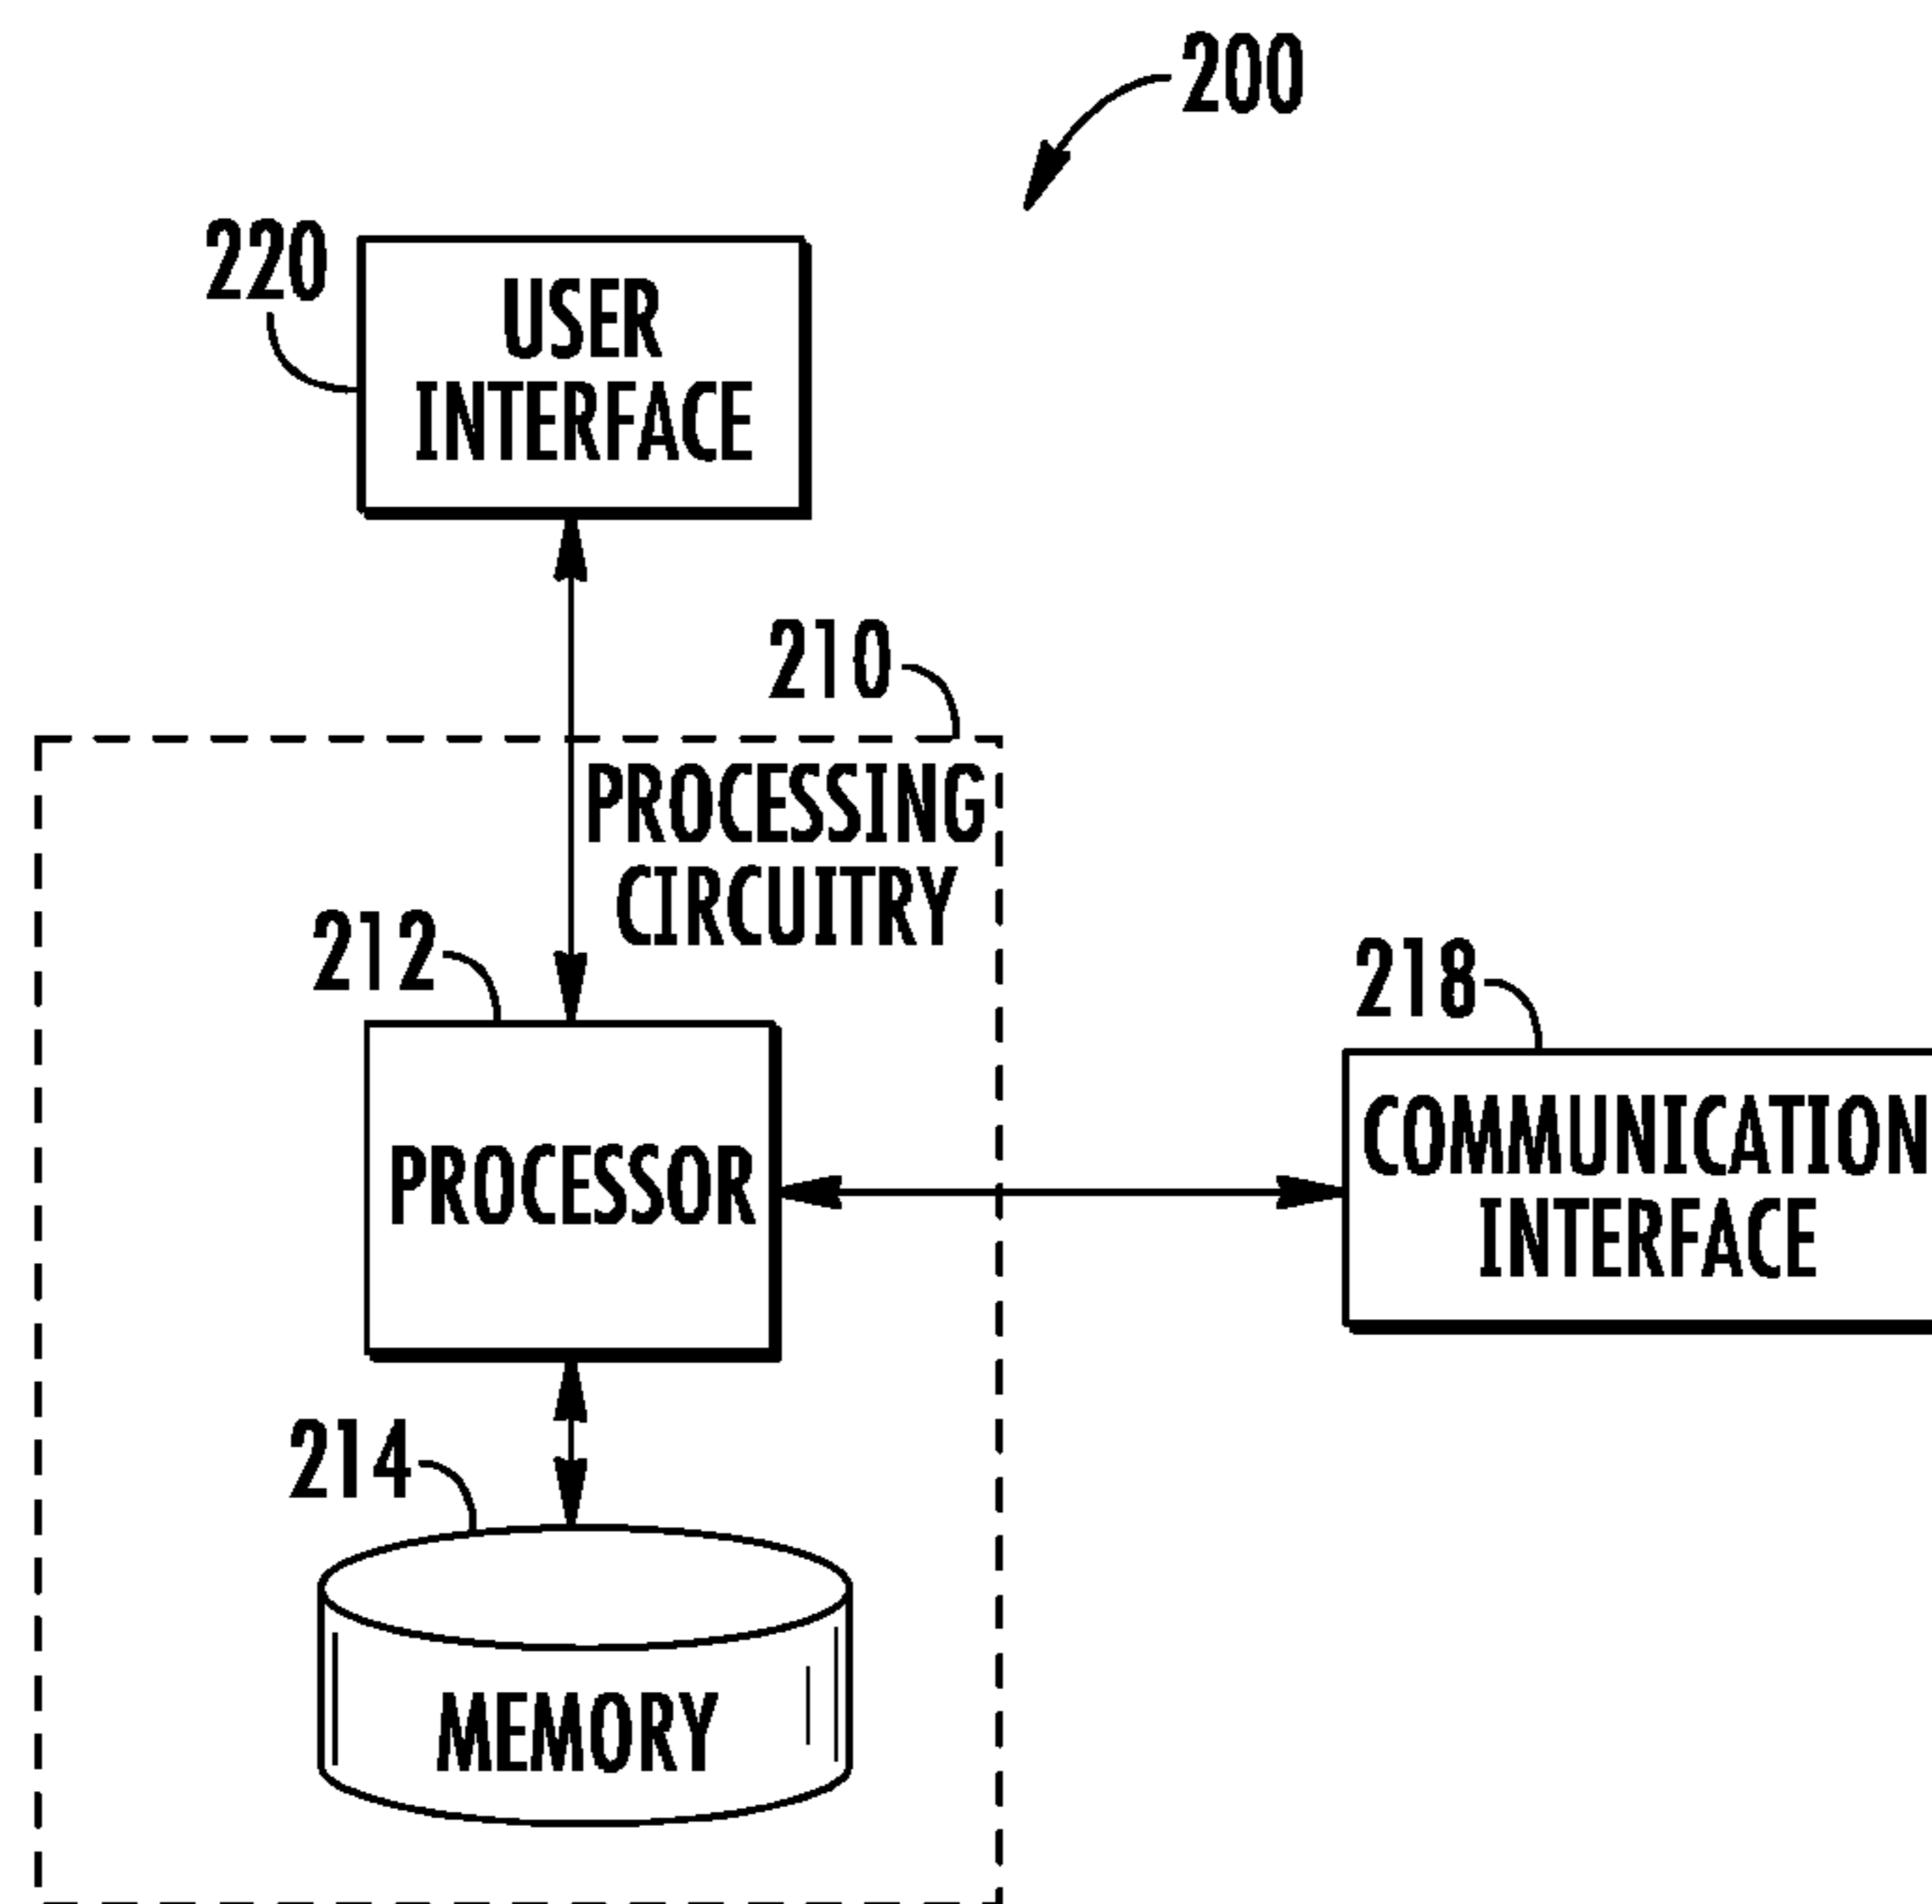 200
220
USER
INTERFACE
210
PROCESSING
CIRCUITRY
212
218
PROCESSOR
COMMUNICATION
INTERFACE
214
MEMORY